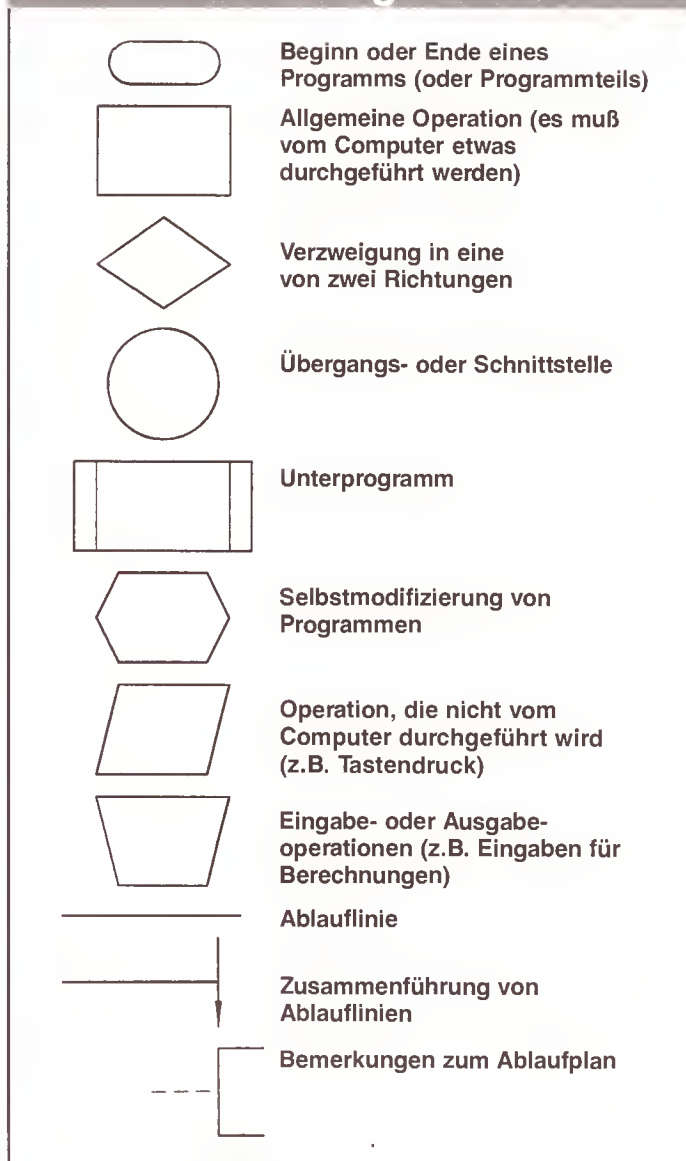 Beginn oder Ende eines
Programms (oder Programmteils)
Allgemeine Operation (es muß
vom Computer etwas
durchgeführt werden)
Verzweigung in eine
von zwei Richtungen
Übergangs- oder Schnittstelle
Unterprogramm
Selbstmodifizierung von
Programmen
Operation, die nicht vom
Computer durchgeführt wird
(z.B. Tastendruck)
Eingabe- oder Ausgabe-
operationen (z.B. Eingaben für
Berechnungen)
Ablauflinie
Zusammenführung von
Ablauflinien
Bemerkungen zum Ablaufplan